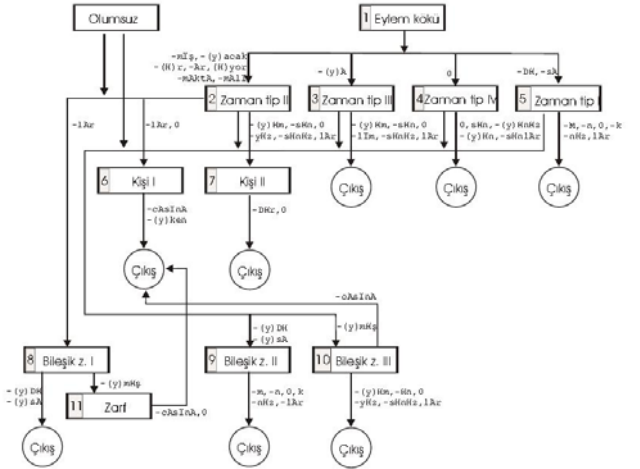 Olumsuz
1 Eylem kökü
-mIş,-(y)acak
-(H)r,-Ar,(H)yor
-mAktA,-mAlI
-(y)A
0
-DH,-sA
2 Zaman tip II
3 Zaman tip III
4 Zaman tip IV
5 Zaman tip I
-lAr
-lAr,0
-(y)Hm,-sHn,0
-yHz,-sHnHz,lAr
-(y)Hm,-sHn,0
-lIm,-sHnHz,lAr
0,sHn,-(y)HnHz
-(y)Hn,-sHnlAr
-M,-n,0,-k
-nHz,lAr
6 Kişi I
7 Kişi II
Çıkış
Çıkış
Çıkış
-cAsInA
-(y)ken
-DHr,0
Çıkış
Çıkış
-cAsInA
-(y)DH
-(y)sA
-(y)mHş
8 Bileşik z. I
9 Bileşik z. II
10 Bileşik z. III
-(y)DH
-(y)sA
-(y)mHş
11 Zarf
-cAsInA,0
-m,-n,0,k
-nHz,-lAr
-(y)Hm,-Hn,0
-yHz,-sHnHz,lAr
Çıkış
Çıkış
Çıkış